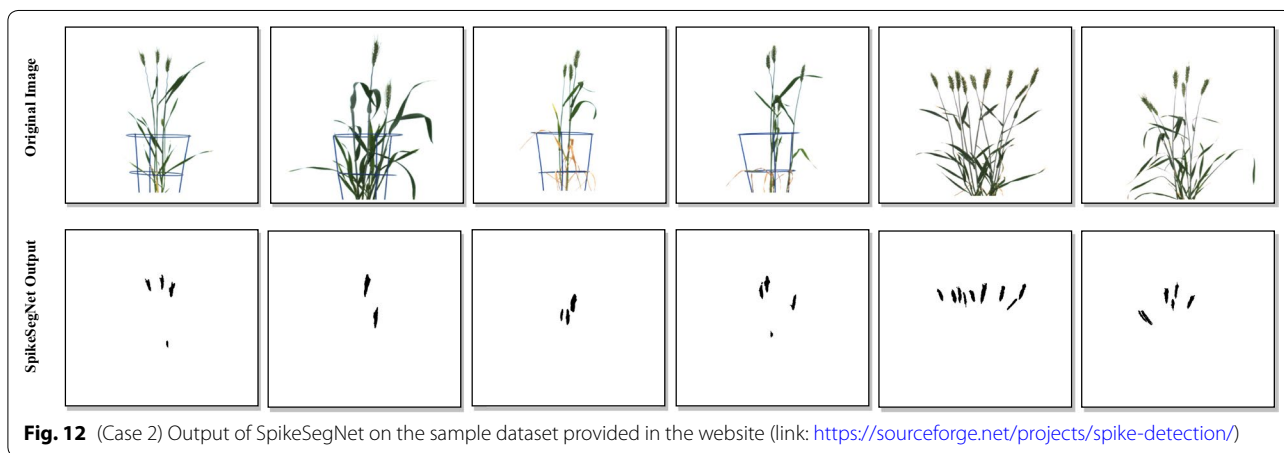 Original Image
SpikeSegNet Output
Fig. 12 (Case 2) Output of SpikeSegNet on the sample dataset provided in the website (link: https://sourceforge.net/projects/spike-detection/)